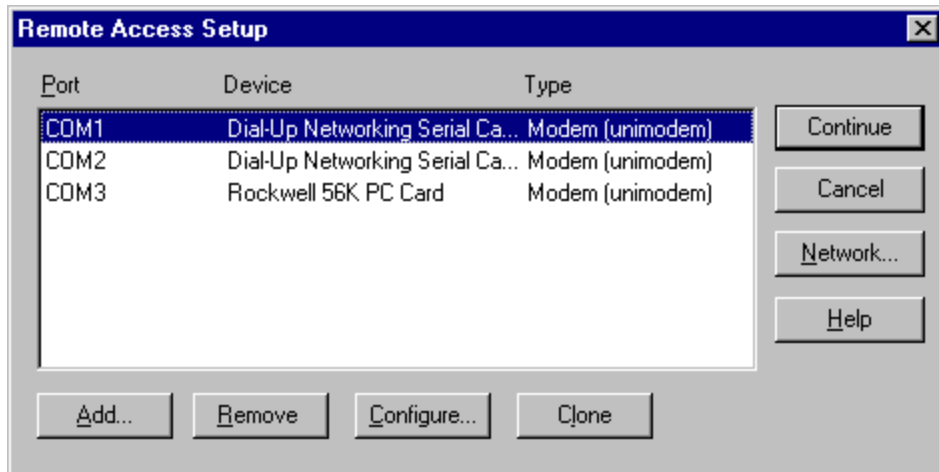 Remote Access Setup
Port Device Type
COM1 Dial-Up Networking Serial Ca... Modem (unimodem)
COM2 Dial-Up Networking Serial Ca... Modem (unimodem)
COM3 Rockwell 56K PC Card Modem (unimodem)
Continue
Cancel
Network...
Help
Add... Remove Configure... Clone